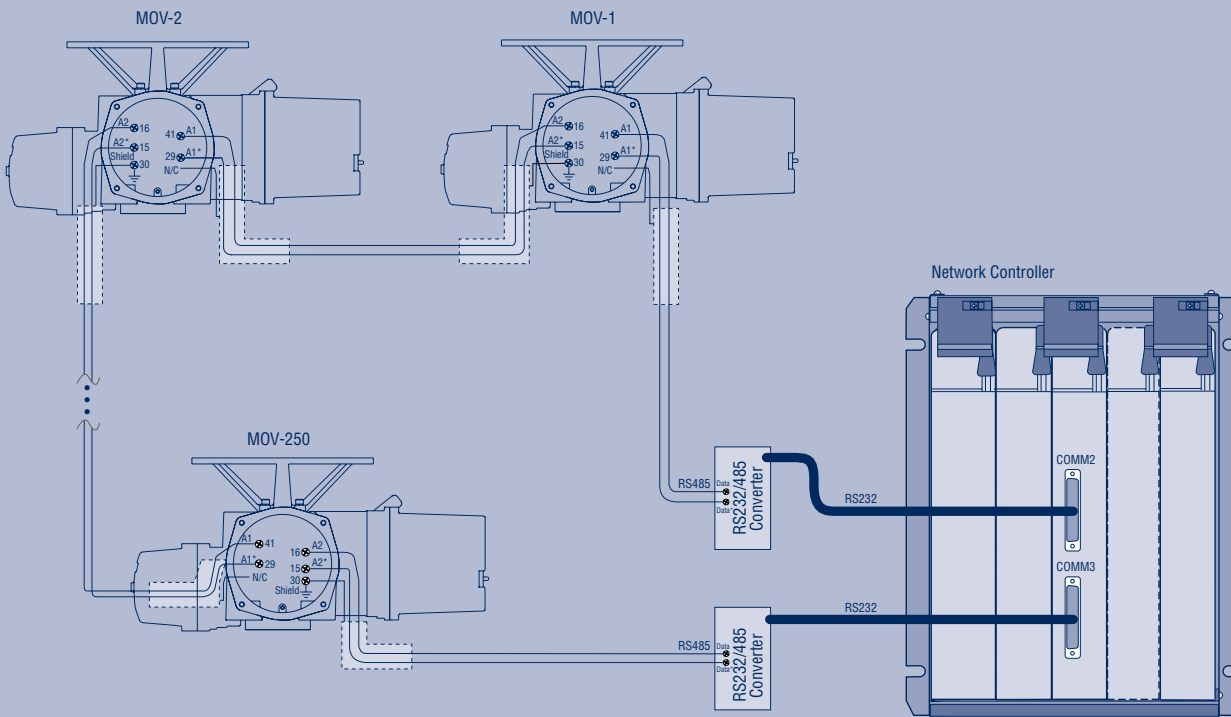 MOV-2
MOV-1
A2
16
41
A1
A2*
15
Shield
29
A1*
30
N/C
A2
16
41
A1
A2*
15
Shield
29
A1*
30
N/C
Network Controller
MOV-250
A1
41
16
A2
A1*
29
15
A2*
N/C
30
Shield
RS485
Data
Data*
RS232/485
Converter
RS232
COMM2
COMM3
RS485
Data
Data*
RS232/485
Converter
RS232